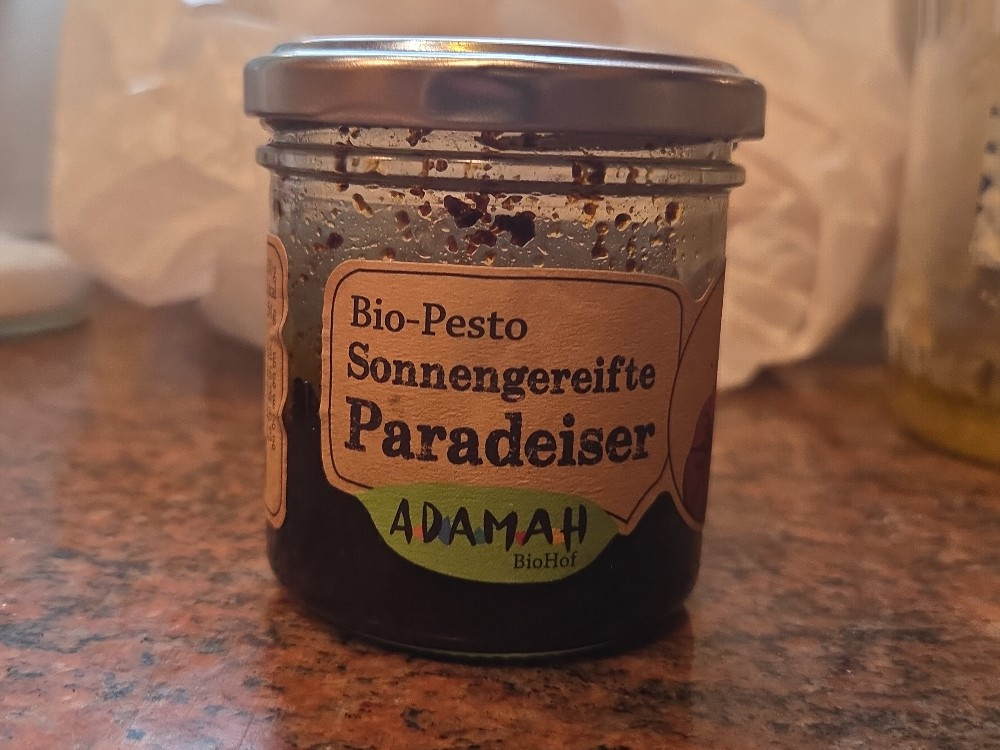 Bio-Pesto
Sonnengereifte
Paradeiser
ADAMAH
BioHof